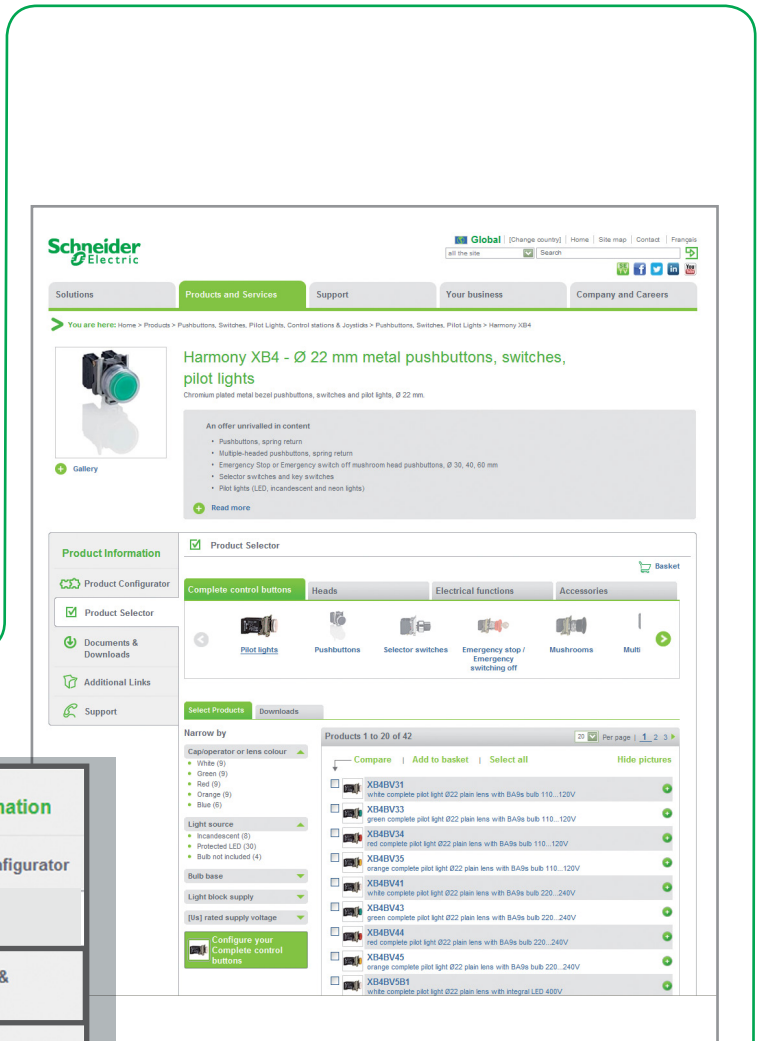 Schneider
Electric
Global | [Change country] | Home | Site map | Contact | Français
all the site Search
Solutions
Products and Services
Support
Your business
Company and Careers
You are here: Home > Products > Pushbuttons, Switches, Pilot Lights, Control stations & Joysticks > Pushbuttons, Switches, Pilot Lights > Harmony XB4
Harmony XB4 - Ø 22 mm metal pushbuttons, switches,
pilot lights
Chromium plated metal bezel pushbuttons, switches and pilot lights, Ø 22 mm.
An offer unrivalled in content
• Pushbuttons, spring return
• Multiple-headed pushbuttons, spring return
• Emergency Stop or Emergency switch off mushroom head pushbuttons, Ø 30, 40, 60 mm
• Selector switches and key switches
• Pilot lights (LED, incandescent and neon lights)
Read more
Gallery
Product Information
Product Configurator
Product Selector
Documents &
Downloads
Additional Links
Support
Product Selector
Basket
Complete control buttons
Heads
Electrical functions
Accessories
Pilot lights
Pushbuttons
Selector switches
Emergency stop /
Emergency
switching off
Mushrooms
Multi
Select Products
Downloads
Narrow by
Cap/operator or lens colour
• White (9)
• Green (9)
• Red (9)
• Orange (9)
• Blue (6)
Light source
• Incandescent (8)
• Protected LED (30)
• Bulb not included (4)
Bulb base
Light block supply
[Us] rated supply voltage
Configure your
Complete control
buttons
Products 1 to 20 of 42
20 Per page | 1 2 3
Compare | Add to basket | Select all
Hide pictures
XB4BV31
white complete pilot light Ø22 plain lens with BA9s bulb 110...120V
XB4BV33
green complete pilot light Ø22 plain lens with BA9s bulb 110...120V
XB4BV34
red complete pilot light Ø22 plain lens with BA9s bulb 110...120V
XB4BV35
orange complete pilot light Ø22 plain lens with BA9s bulb 110...120V
XB4BV41
white complete pilot light Ø22 plain lens with BA9s bulb 220...240V
XB4BV43
green complete pilot light Ø22 plain lens with BA9s bulb 220...240V
XB4BV44
red complete pilot light Ø22 plain lens with BA9s bulb 220...240V
XB4BV45
orange complete pilot light Ø22 plain lens with BA9s bulb 220...240V
XB4BV5B1
white complete pilot light Ø22 plain lens with integral LED 400V
mation
nfigurator
&